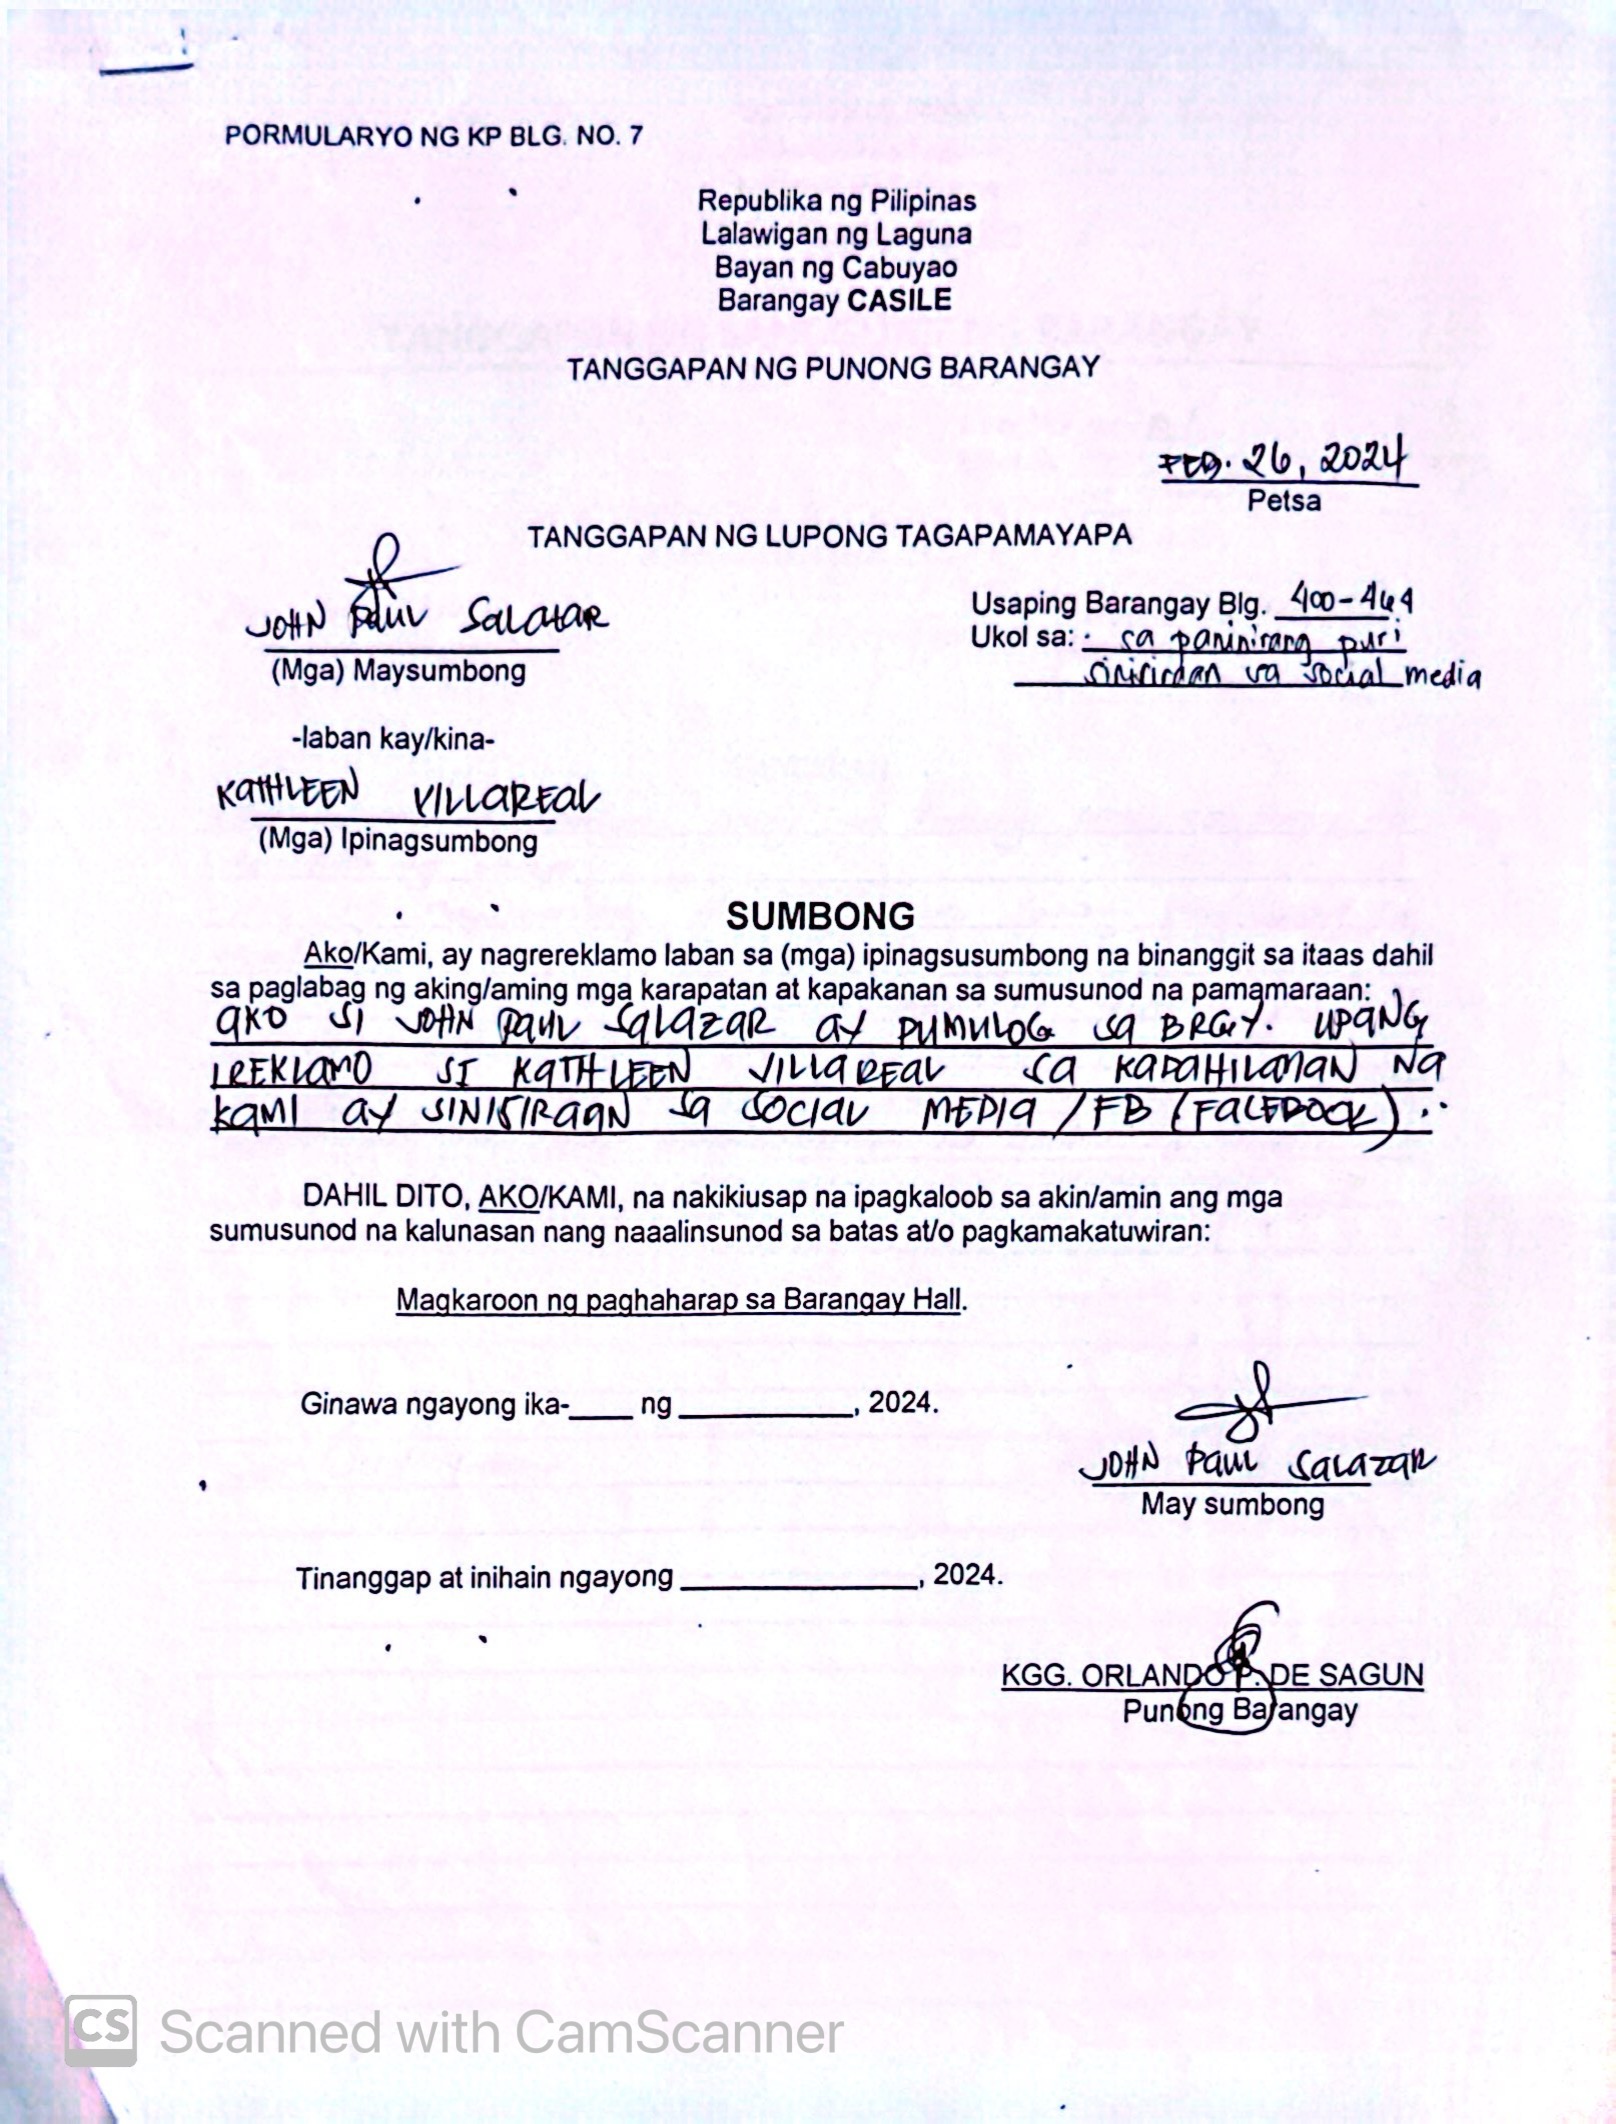 PORMULARYO NG KP BLG. NO. 7
Republika ng Pilipinas
Lalawigan ng Laguna
Bayan ng Cabuyao
Barangay CASILE
TANGGAPAN NG PUNONG BARANGAY
FEB. 26, 2024
Petsa
TANGGAPAN NG LUPONG TAGAPAMAYAPA
JOHN PAUL SALAZAR
(Mga) Maysumbong
Usaping Barangay Blg. 400-464
Ukol sa: sa paninirang puri
sinisiraan sa social media
-laban kay/kina-
KATHLEEN VILLAREAL
(Mga) Ipinagsumbong
SUMBONG
Ako/Kami, ay nagrereklamo laban sa (mga) ipinagsusumbong na binanggit sa itaas dahil
sa paglabag ng aking/aming mga karapatan at kapakanan sa sumusunod na pamamaraan:
AKO SI JOHN PAUL SALAZAR AY PUMULOG SA BRGY. UPANG
IREKLAMO SI KATHLEEN VILLAREAL SA KADAHILANAN NA
KAMI AY SINISIRAAN SA SOCIAL MEDIA / FB (FACEBOOK)..
DAHIL DITO, AKO/KAMI, na nakikiusap na ipagkaloob sa akin/amin ang mga
sumusunod na kalunasan nang naaalinsunod sa batas at/o pagkamakatuwiran:
Magkaroon ng paghaharap sa Barangay Hall.
Ginawa ngayong ika-____ ng ___________, 2024.
JOHN PAUL SALAZAR
May sumbong
Tinanggap at inihain ngayong _______________, 2024.
KGG. ORLANDO P. DE SAGUN
Punong Barangay
CS Scanned with CamScanner